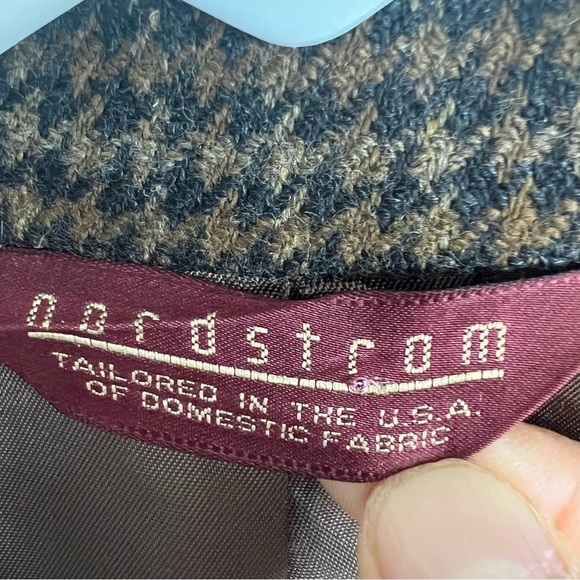 nordstrom
TAILORED IN THE U.S.A.
OF DOMESTIC FABRIC